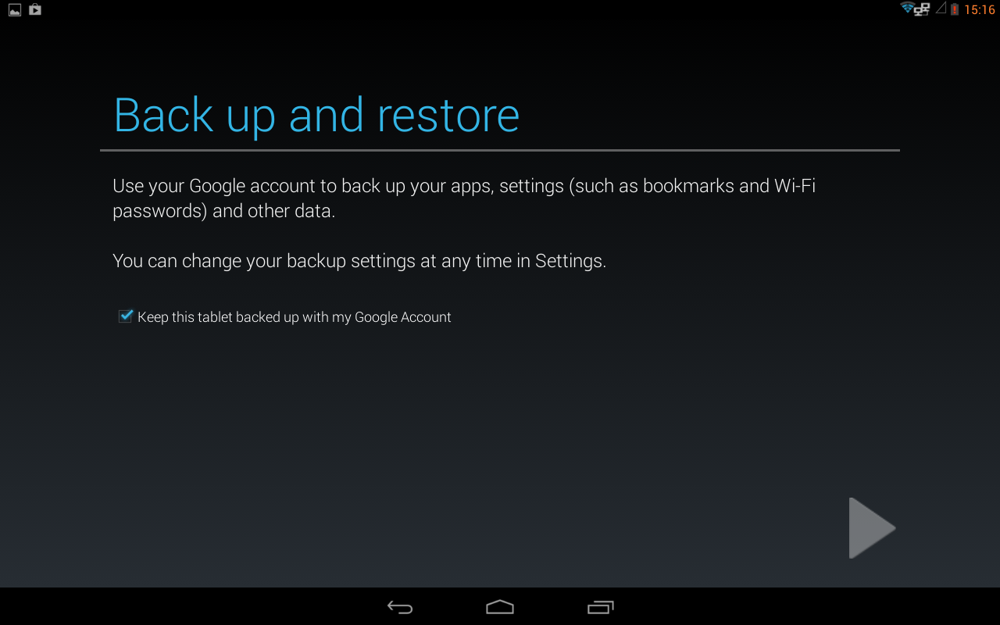 15:16
Back up and restore
Use your Google account to back up your apps, settings (such as bookmarks and Wi-Fi
passwords) and other data.
You can change your backup settings at any time in Settings.
Keep this tablet backed up with my Google Account